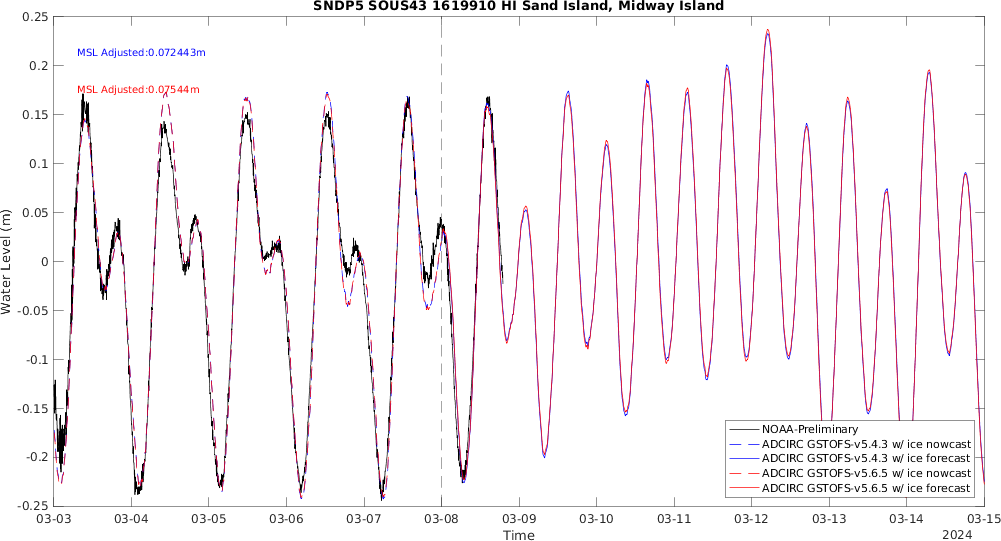 SNDP5 SOUS43 1619910 HI Sand Island, Midway Island
0.25
0.2
0.15
0.1
0.05
0
-0.05
-0.1
-0.15
-0.2
-0.25
Water Level (m)
MSL Adjusted:0.072443m
MSL Adjusted:0.07544m
NOAA-Preliminary
ADCIRC GSTOFS-v5.4.3 w/ ice nowcast
ADCIRC GSTOFS-v5.4.3 w/ ice forecast
ADCIRC GSTOFS-v5.6.5 w/ ice nowcast
ADCIRC GSTOFS-v5.6.5 w/ ice forecast
03-03 03-04 03-05 03-06 03-07 03-08 03-09 03-10 03-11 03-12 03-13 03-14 03-15
Time
2024